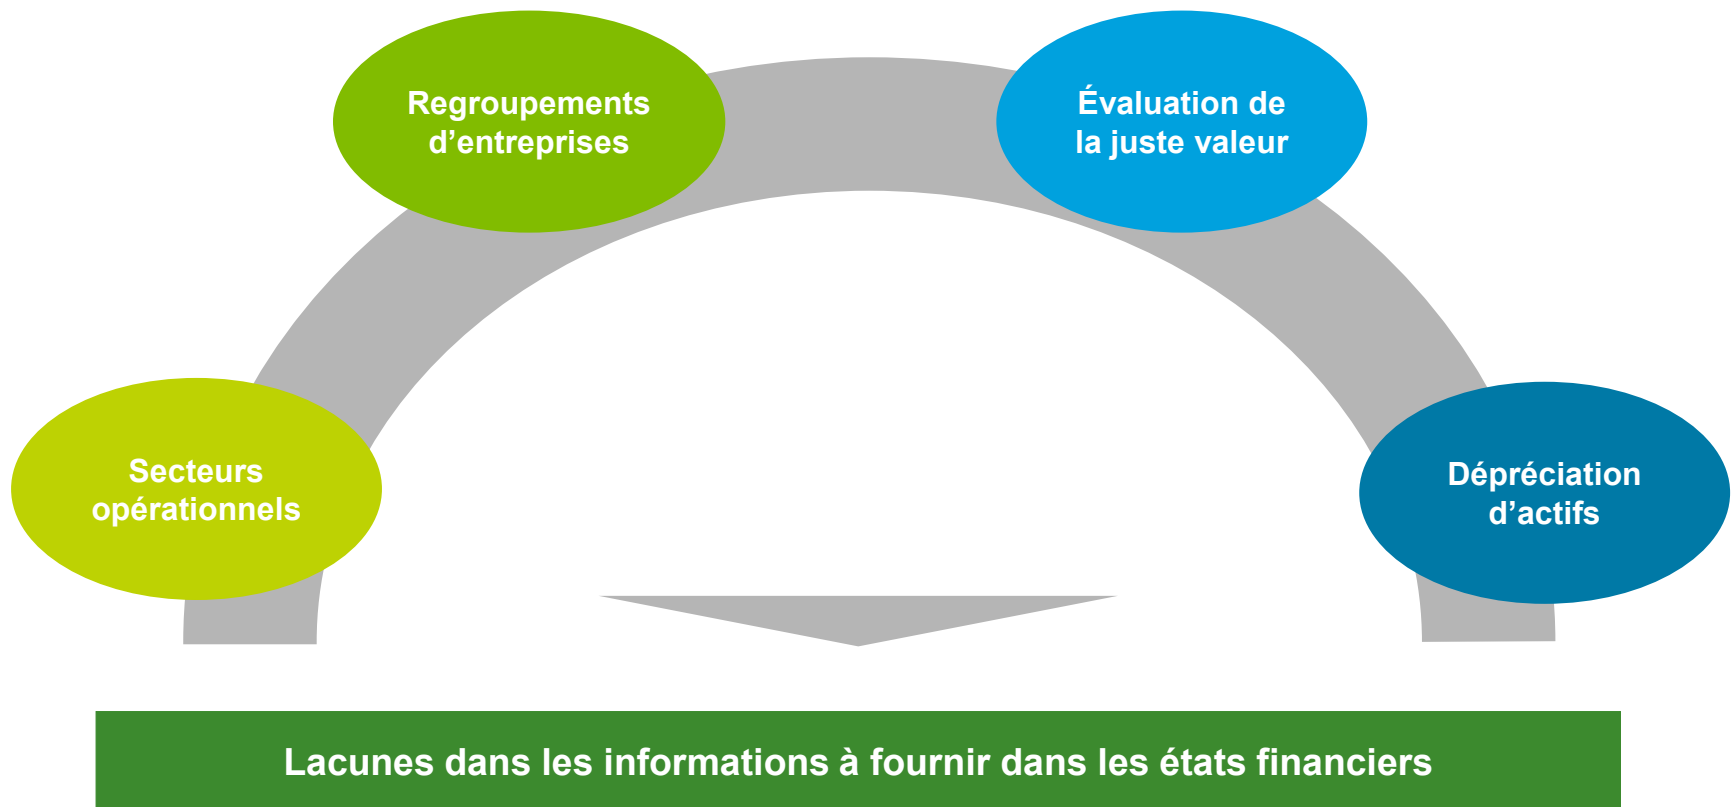 Regroupements
d’entreprises
Évaluation de
la juste valeur
Secteurs
opérationnels
Dépréciation
d’actifs
Lacunes dans les informations à fournir dans les états financiers